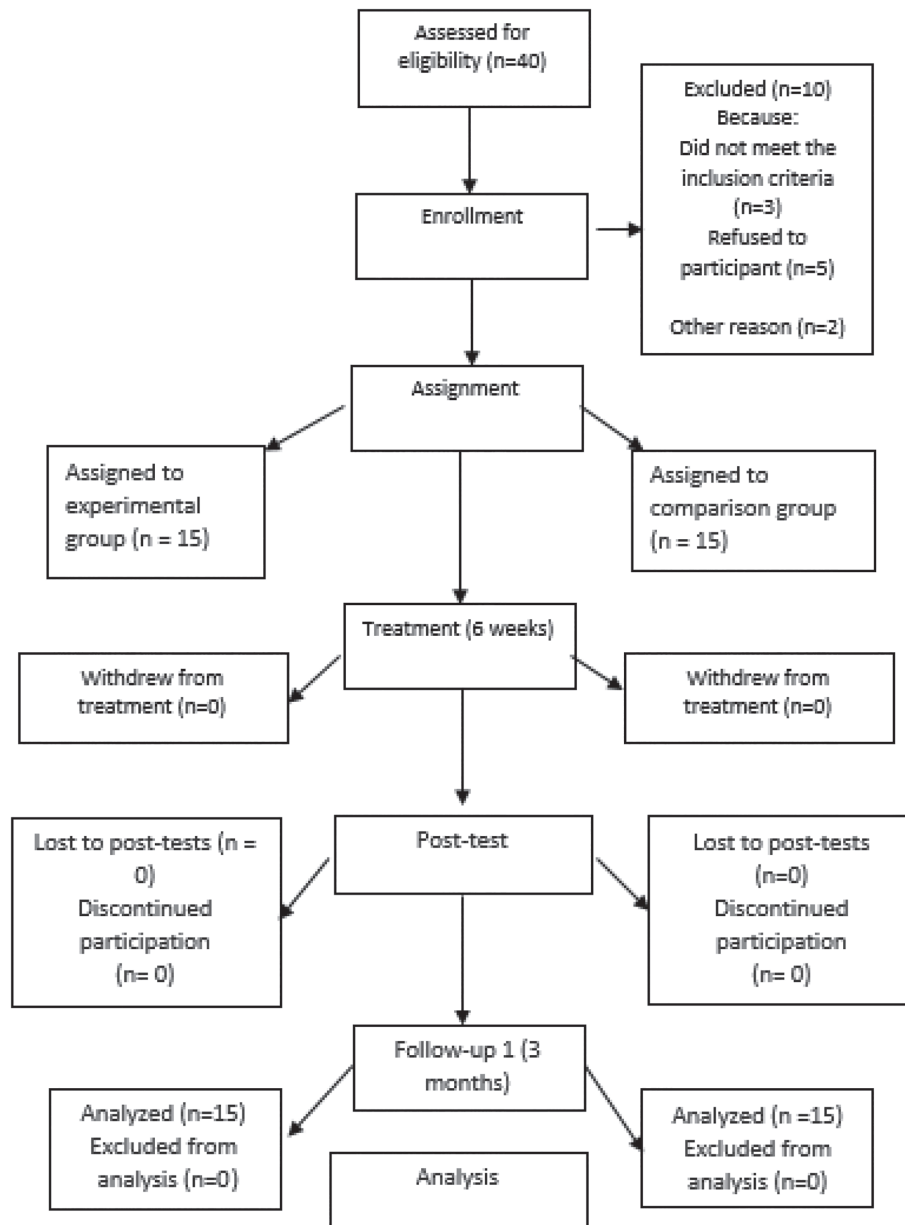 Assessed for
eligibility (n=40)
Excluded (n=10)
Because:
Did not meet the
inclusion criteria
(n=3)
Refused to
participant (n=5)
Other reason (n=2)
Enrollment
Assignment
Assigned to
experimental
group (n = 15)
Assigned to
comparison group
(n = 15)
Treatment (6 weeks)
Withdrew from
treatment (n=0)
Withdrew from
treatment (n=0)
Lost to post-tests (n =
0)
Discontinued
participation
(n= 0)
Post-test
Lost to post-tests
(n=0)
Discontinued
participation
(n= 0)
Follow-up 1 (3
months)
Analyzed (n=15)
Excluded from
analysis (n=0)
Analyzed (n =15)
Excluded from
analysis (n=0)
Analysis